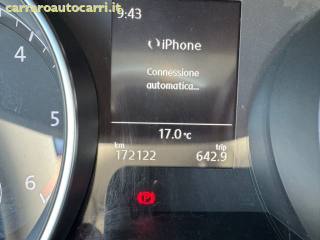 carraroautocarri.it
9:43
iPhone
Connessione
automatica...
17.0 °C
km
trip
172122
642.9
4
5
6
P